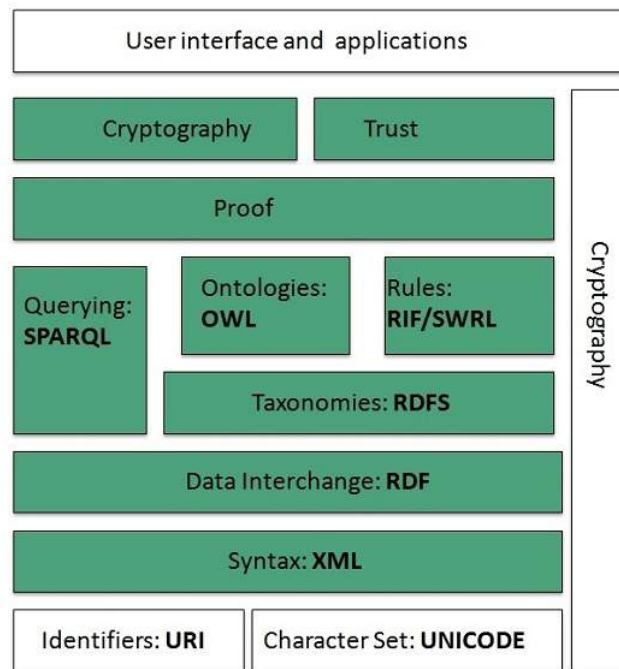 User interface and applications
Cryptography
Trust
Proof
Querying:
SPARQL
Ontologies:
OWL
Rules:
RIF/SWRL
Taxonomies: RDFS
Data Interchange: RDF
Syntax: XML
Identifiers: URI
Character Set: UNICODE
Cryptography